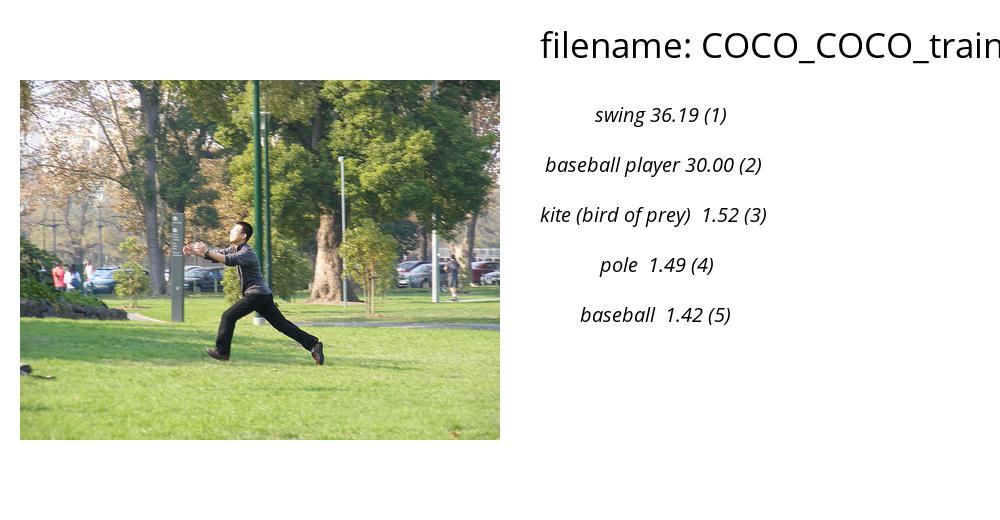 filename: COCO_COCO_train
swing 36.19 (1)
baseball player 30.00 (2)
kite (bird of prey) 1.52 (3)
pole 1.49 (4)
baseball 1.42 (5)